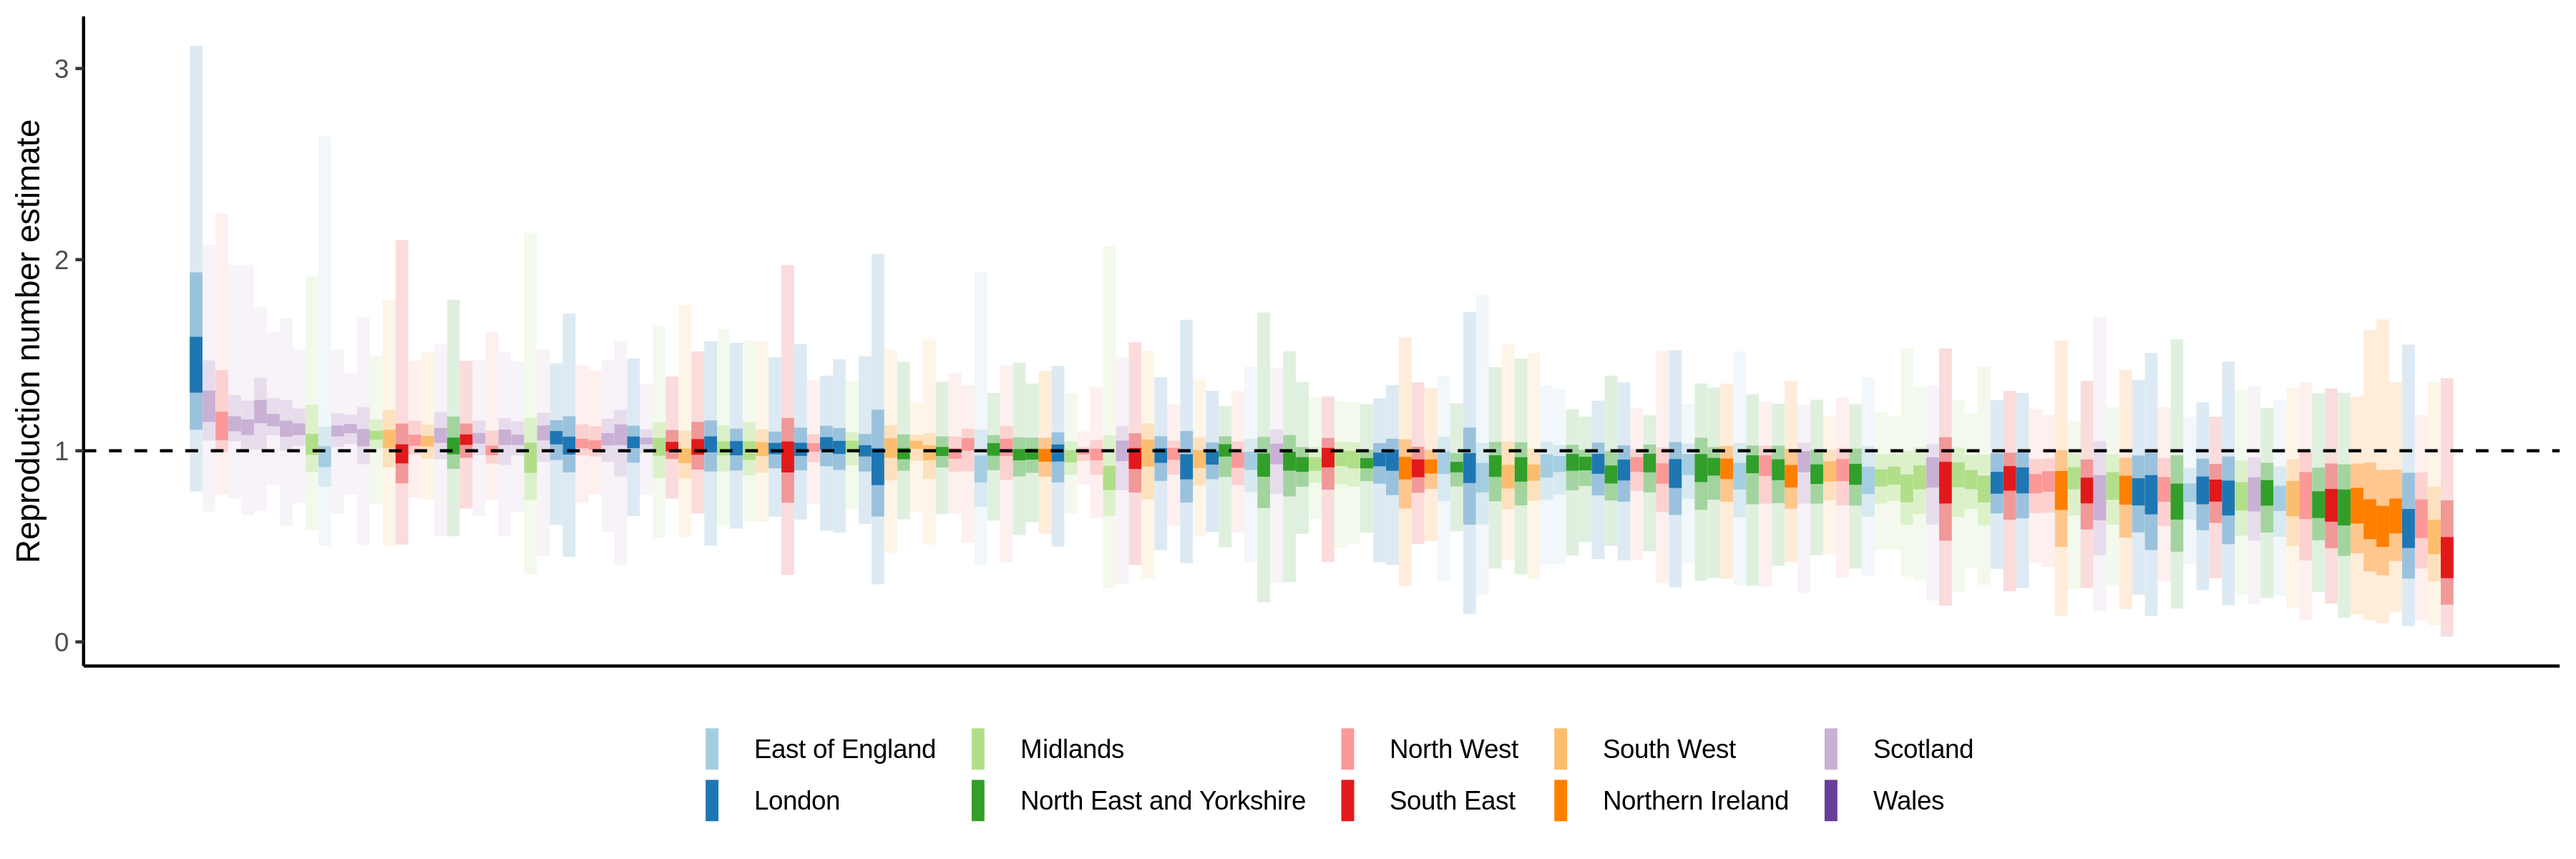 Reproduction number estimate
3
2
1
0
East of England Midlands North West South West Scotland
London North East and Yorkshire South East Northern Ireland Wales